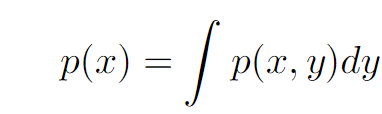 p(x) = ∫ p(x, y)dy